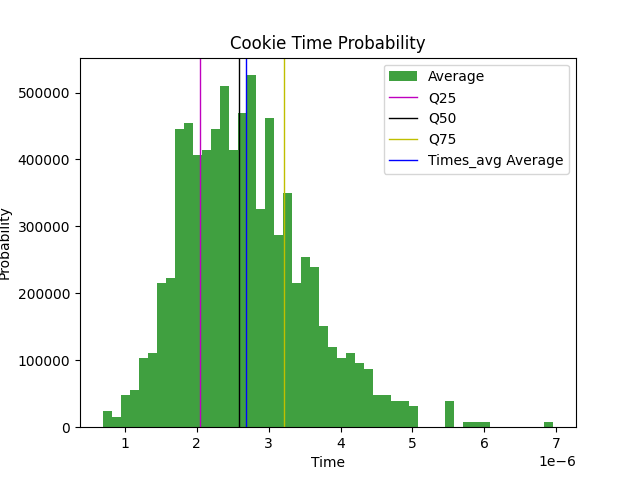 Cookie Time Probability
Average
Q25
Q50
Q75
Times_avg Average
500000
400000
300000
200000
100000
0
Probability
1 2 3 4 5 6 7
1e−6
Time